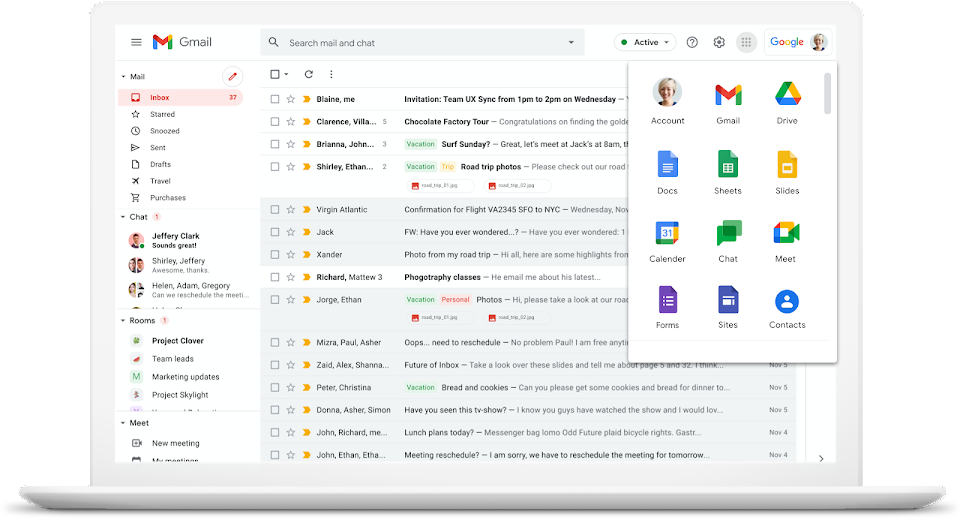 Gmail
Search mail and chat
Active
Google
Mail
Inbox 37
Starred
Snoozed
Sent
Drafts
Travel
Purchases
Chat 1
Jeffery Clark
Sounds great!
Shirley, Jeffery
Awesome, thanks.
Helen, Adam, Gregory
Can we reschedule the meeti...
Rooms 1
Project Clover
Team leads
M Marketing updates
Project Skylight
Meet
New meeting
My meetings
Blaine, me Invitation: Team UX Sync from 1pm to 2pm on Wednesday —
Clarence, Villa... 5 Chocolate Factory Tour — Congratulations on finding the golde
Brianna, John... 3 Vacation Surf Sunday? — Great, let's meet at Jack's at 8am, th
Shirley, Ethan... 2 Vacation Trip Road trip photos — Please check out our road
road_trip_01.jpg road_trip_02.jpg
Virgin Atlantic Confirmation for Flight VA2345 SFO to NYC — Wednesday, Nov
Jack FW: Have you ever wondered...? — Have you ever wondered: 1
Xander Photo from my road trip — Hi all, here are some highlights from
Richard, Mattew 3 Phogotraphy classes — He email me about his latest...
Jorge, Ethan Vacation Personal Photos — Hi, please take a look at our road
road_trip_01.jpg road_trip_02.jpg
Mizra, Paul, Asher Oops... need to reschedule — No problem Paul! I am free anytin
Zaid, Alex, Shanda... Future of Inbox — Take a look over these slides and tell me about page 5 and 32. I think... Nov 5
Peter, Christina Vacation Bread and cookies — Can you please get some cookies and bread for dinner to... Nov 5
Donna, Asher, Simon Have you seen this tv-show? — I know you guys have watched the show and I would lov... Nov 5
John, Richard, me... Lunch plans today? — Messenger bag lomo Odd Future plaid bicycle rights. Gastr... Nov 4
John, Ethan, Etha... Meeting reschedule? — I am sorry, we have to reschedule the meeting for tomorrow... Nov 4
Account Gmail Drive
Docs Sheets Slides
31
Calender Chat Meet
Forms Sites Contacts